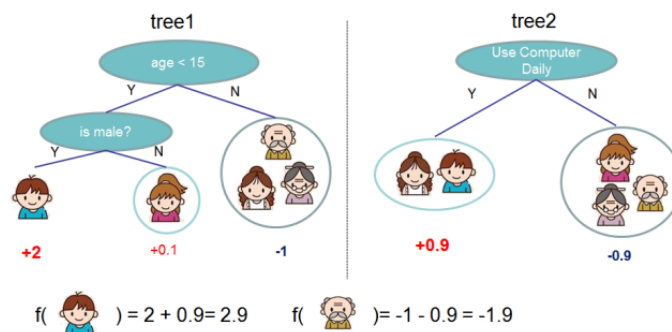 tree1
tree2
age < 15
Use Computer
Daily
Y
N
Y
N
is male?
Y
N
+2
+0.1
-1
+0.9
-0.9
f( ) = 2 + 0.9= 2.9
f( )= -1 - 0.9 = -1.9